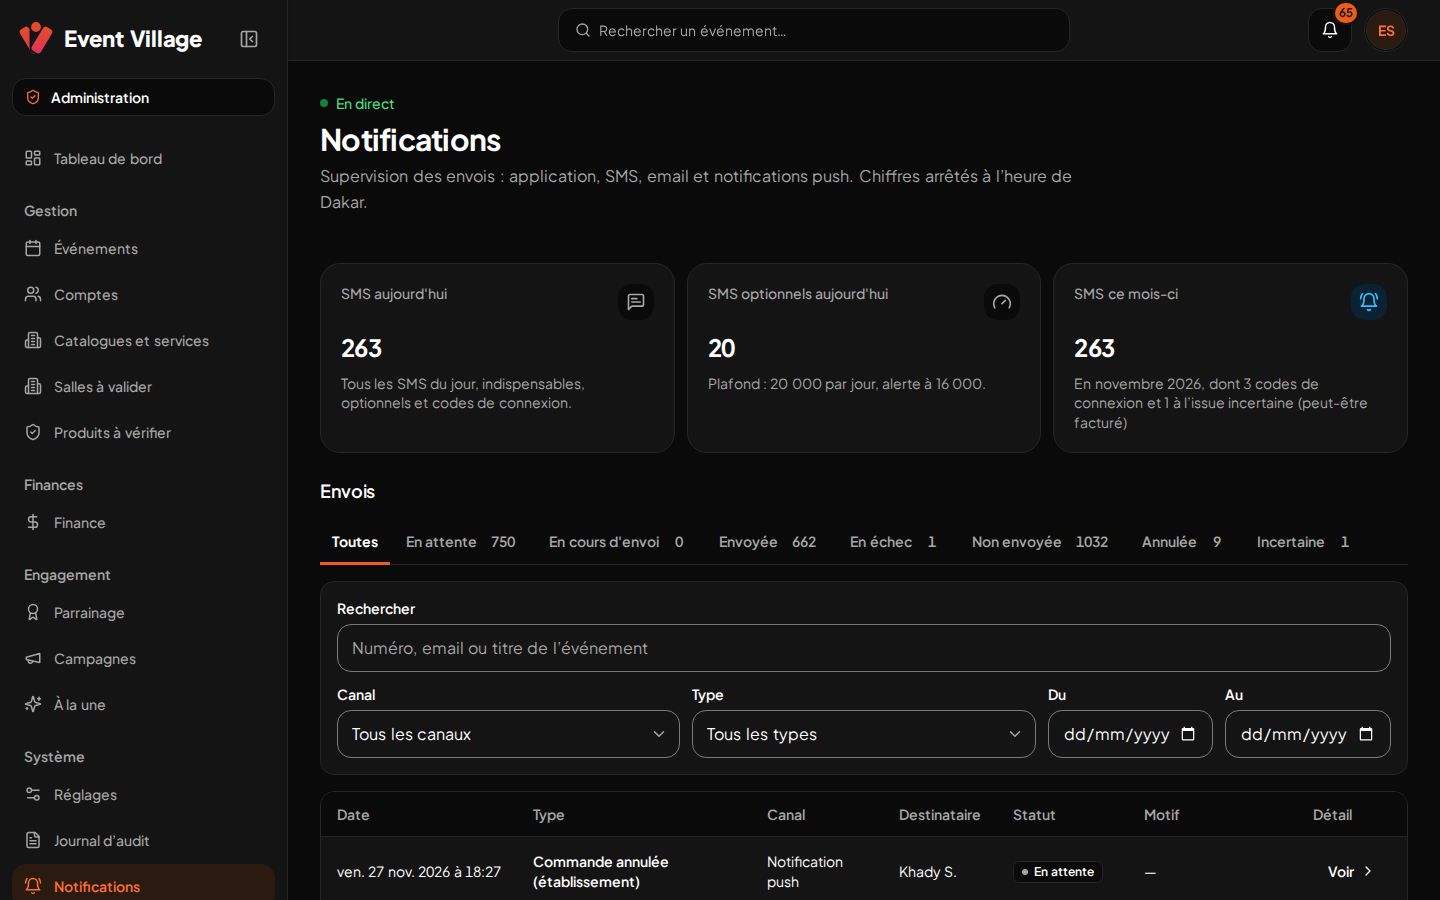 Event Village
Rechercher un événement…
65
ES
Administration
Tableau de bord
Gestion
Événements
Comptes
Catalogues et services
Salles à valider
Produits à vérifier
Finances
Finance
Engagement
Parrainage
Campagnes
À la une
Système
Réglages
Journal d’audit
Notifications
En direct
Notifications
Supervision des envois : application, SMS, email et notifications push. Chiffres arrêtés à l’heure de
Dakar.
SMS aujourd'hui
263
Tous les SMS du jour, indispensables,
optionnels et codes de connexion.
SMS optionnels aujourd'hui
20
Plafond : 20 000 par jour, alerte à 16 000.
SMS ce mois-ci
263
En novembre 2026, dont 3 codes de
connexion et 1 à l’issue incertaine (peut-être
facturé)
Envois
Toutes En attente 750 En cours d'envoi 0 Envoyée 662 En échec 1 Non envoyée 1032 Annulée 9 Incertaine 1
Rechercher
Numéro, email ou titre de l’événement
Canal Type Du Au
Tous les canaux Tous les types dd/mm/yyyy dd/mm/yyyy
Date Type Canal Destinataire Statut Motif Détail
ven. 27 nov. 2026 à 18:27 Commande annulée (établissement) Notification push Khady S. En attente — Voir